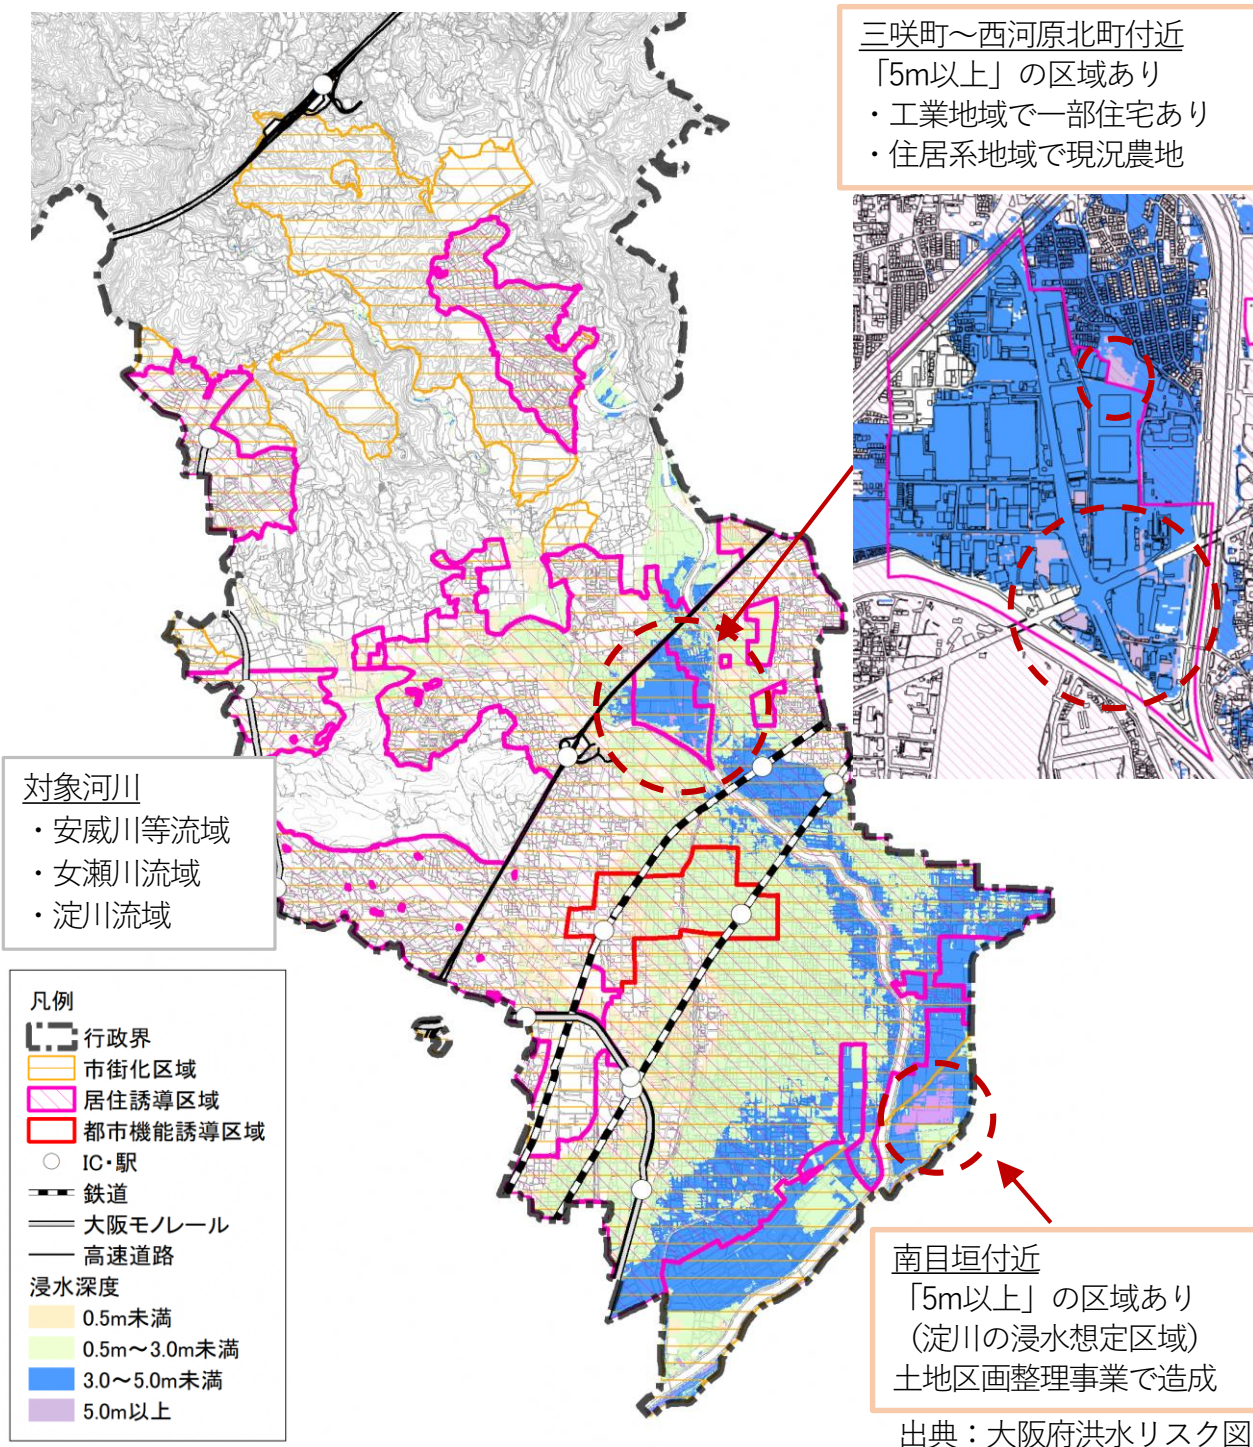 三咲町～西河原北町付近
「5m以上」の区域あり
・工業地域で一部住宅あり
・住居系地域で現況農地
対象河川
・安威川等流域
・女瀬川流域
・淀川流域
凡例
行政界
市街化区域
居住誘導区域
都市機能誘導区域
IC・駅
鉄道
大阪モノレール
高速道路
浸水深度
0.5m未満
0.5m～3.0m未満
3.0～5.0m未満
5.0m以上
南目垣付近
「5m以上」の区域あり
（淀川の浸水想定区域）
土地区画整理事業で造成
出典：大阪府洪水リスク図